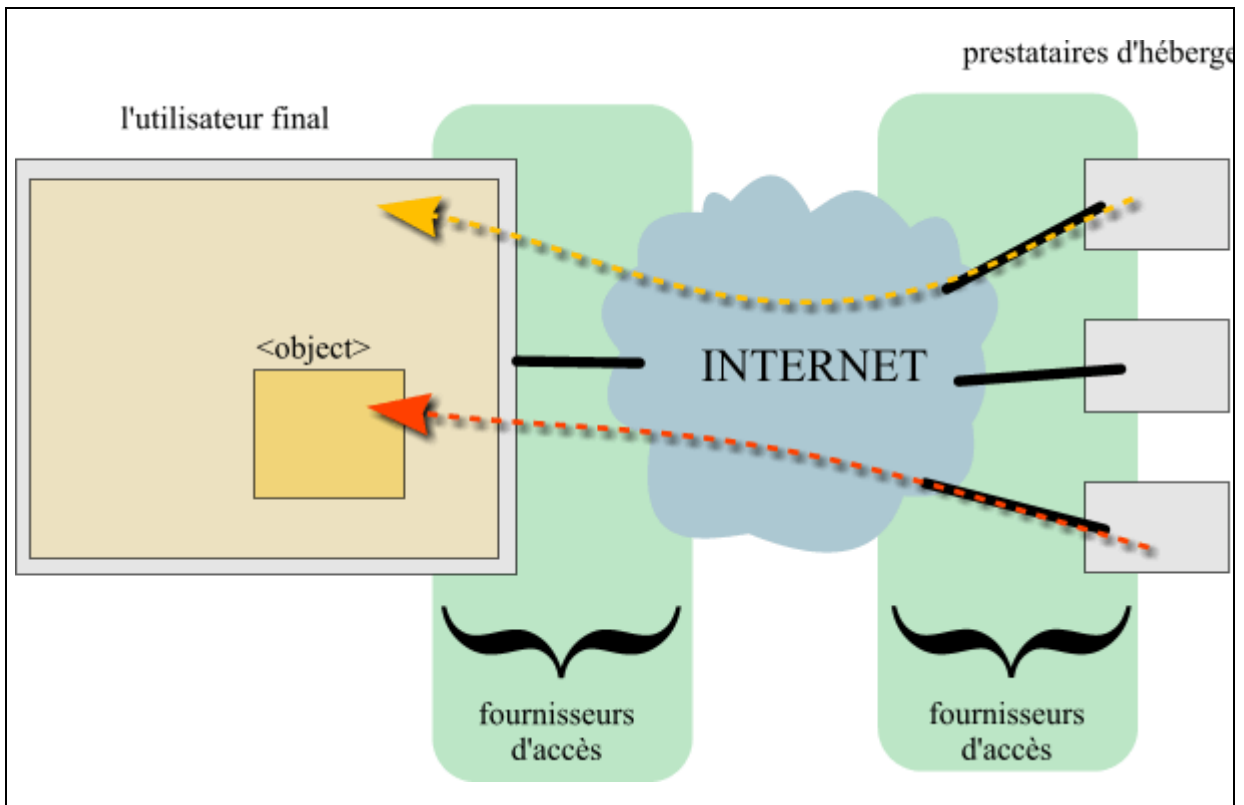 prestataires d'héberge
l'utilisateur final
<object>
INTERNET
fournisseurs
d'accès
fournisseurs
d'accès